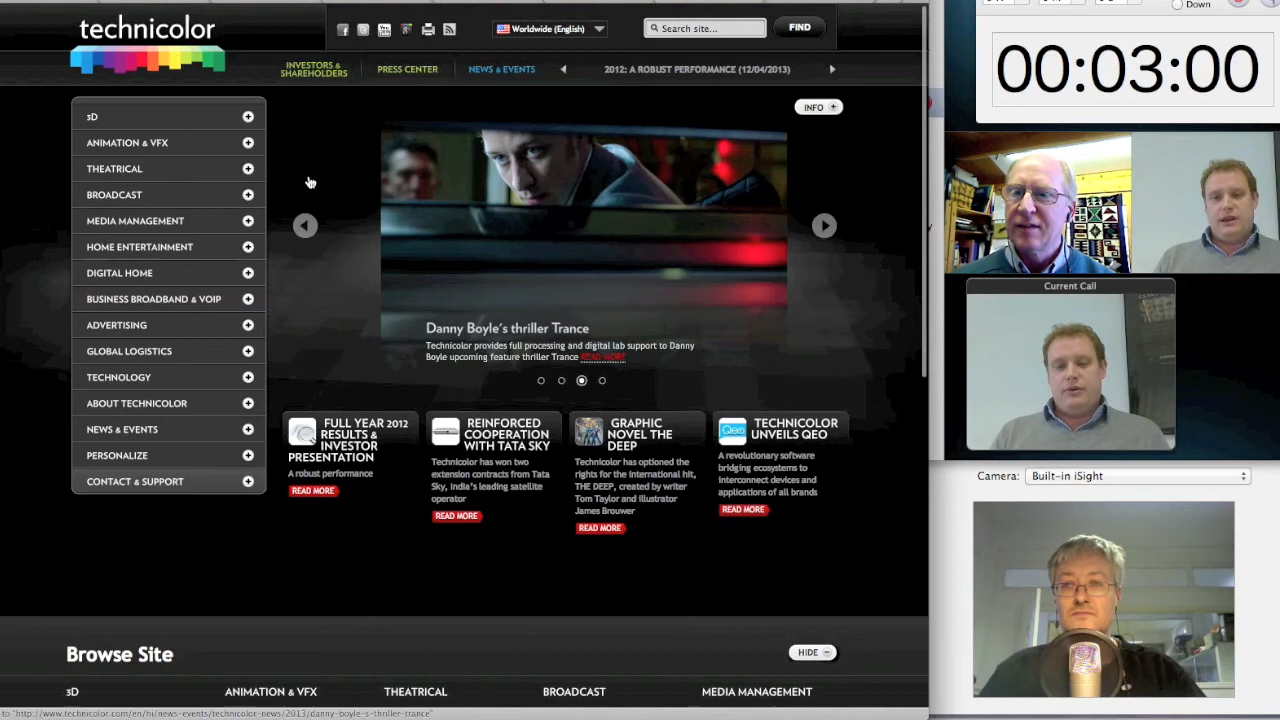 technicolor
Worldwide (English)
Search site...
FIND
INVESTORS &
SHAREHOLDERS
PRESS CENTER
NEWS & EVENTS
2012: A ROBUST PERFORMANCE (12/04/2013)
Down
00:03:00
3D
ANIMATION & VFX
THEATRICAL
BROADCAST
MEDIA MANAGEMENT
HOME ENTERTAINMENT
DIGITAL HOME
BUSINESS BROADBAND & VOIP
ADVERTISING
GLOBAL LOGISTICS
TECHNOLOGY
ABOUT TECHNICOLOR
NEWS & EVENTS
PERSONALIZE
CONTACT & SUPPORT
INFO
Danny Boyle's thriller Trance
Technicolor provides full processing and digital lab support to Danny
Boyle upcoming feature thriller Trance READ MORE
FULL YEAR 2012
RESULTS &
INVESTOR
PRESENTATION
A robust performance
READ MORE
REINFORCED
COOPERATION
WITH TATA SKY
Technicolor has won two
extension contracts from Tata
Sky, India's leading satellite
operator
READ MORE
GRAPHIC
NOVEL THE
DEEP
Technicolor has optioned the
rights for the international hit,
THE DEEP, created by writer
Tom Taylor and illustrator
James Brouwer
READ MORE
Qeo
TECHNICOLOR
UNVEILS QEO
A revolutionary software
bridging ecosystems to
interconnect devices and
applications of all brands
READ MORE
Current Call
Camera: Built-in iSight
Browse Site
HIDE
3D
ANIMATION & VFX
THEATRICAL
BROADCAST
MEDIA MANAGEMENT
to "http://www.technicolor.com/en/hi/news-events/technicolor-news/2013/danny-boyle-s-thriller-trance"